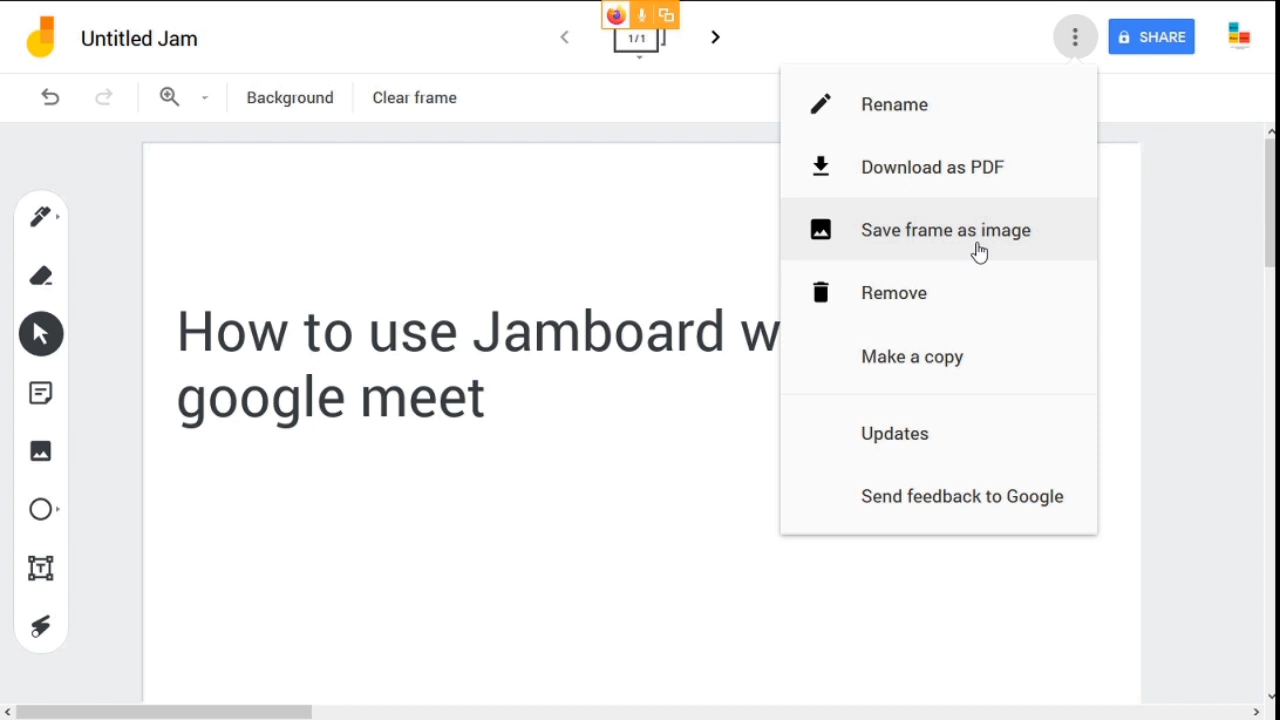 Untitled Jam
1/1
SHARE
Background
Clear frame
Rename
Download as PDF
Save frame as image
Remove
Make a copy
Updates
Send feedback to Google
How to use Jamboard w
google meet
T